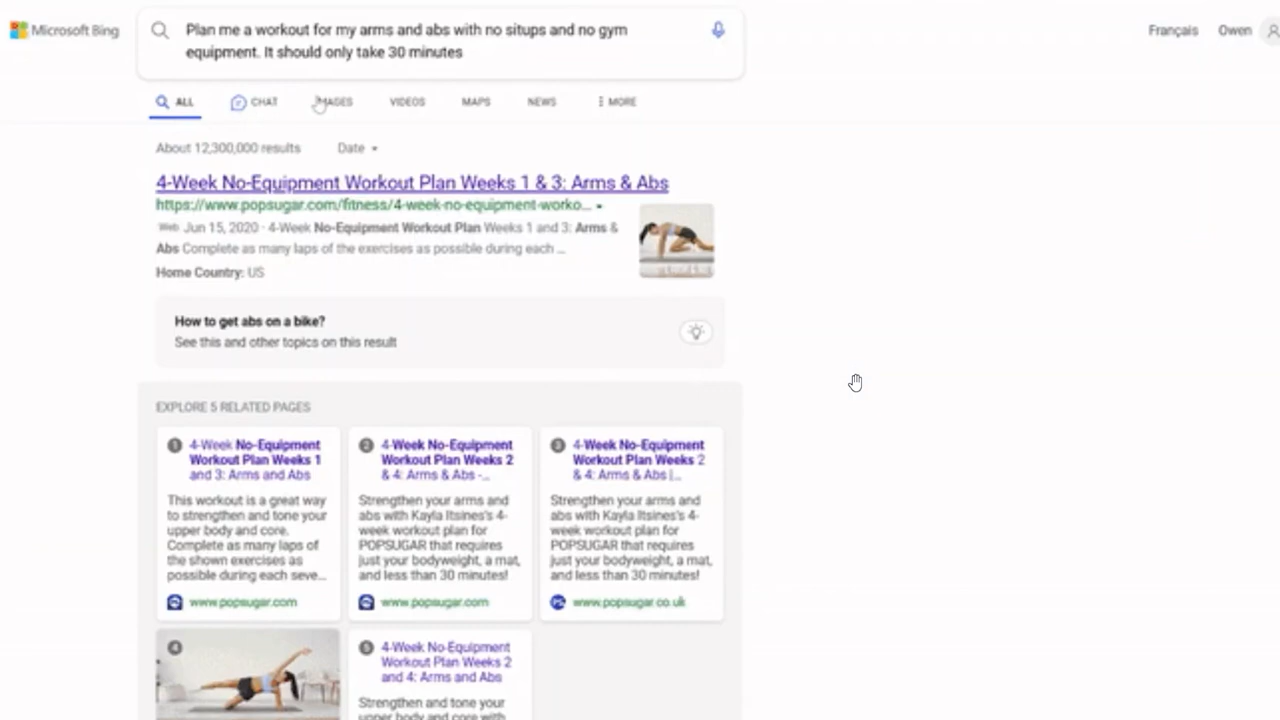 Microsoft Bing
Plan me a workout for my arms and abs with no situps and no gym
equipment. It should only take 30 minutes
Français
Owen
ALL
CHAT
IMAGES
VIDEOS
MAPS
NEWS
MORE
About 12,300,000 results
Date
4-Week No-Equipment Workout Plan Weeks 1 & 3: Arms & Abs
https://www.popsugar.com/fitness/4-week-no-equipment-worko...
Web Jun 15, 2020 · 4-Week No-Equipment Workout Plan Weeks 1 and 3: Arms &
Abs Complete as many laps of the exercises as possible during each ...
Home Country: US
How to get abs on a bike?
See this and other topics on this result
EXPLORE 5 RELATED PAGES
1
4-Week No-Equipment
Workout Plan Weeks 1
and 3: Arms and Abs
This workout is a great way
to strengthen and tone your
upper body and core.
Complete as many laps of
the shown exercises as
possible during each seve...
www.popsugar.com
2
4-Week No-Equipment
Workout Plan Weeks 2
& 4: Arms & Abs -...
Strengthen your arms and
abs with Kayla Itsines's 4-
week workout plan for
POPSUGAR that requires
just your bodyweight, a mat,
and less than 30 minutes!
www.popsugar.com
3
4-Week No-Equipment
Workout Plan Weeks 2
& 4: Arms & Abs |...
Strengthen your arms and
abs with Kayla Itsines's 4-
week workout plan for
POPSUGAR that requires
just your bodyweight, a mat,
and less than 30 minutes!
www.popsugar.co.uk
4
5
4-Week No-Equipment
Workout Plan Weeks 2
and 4: Arms and Abs
Strengthen and tone your
upper body and core with